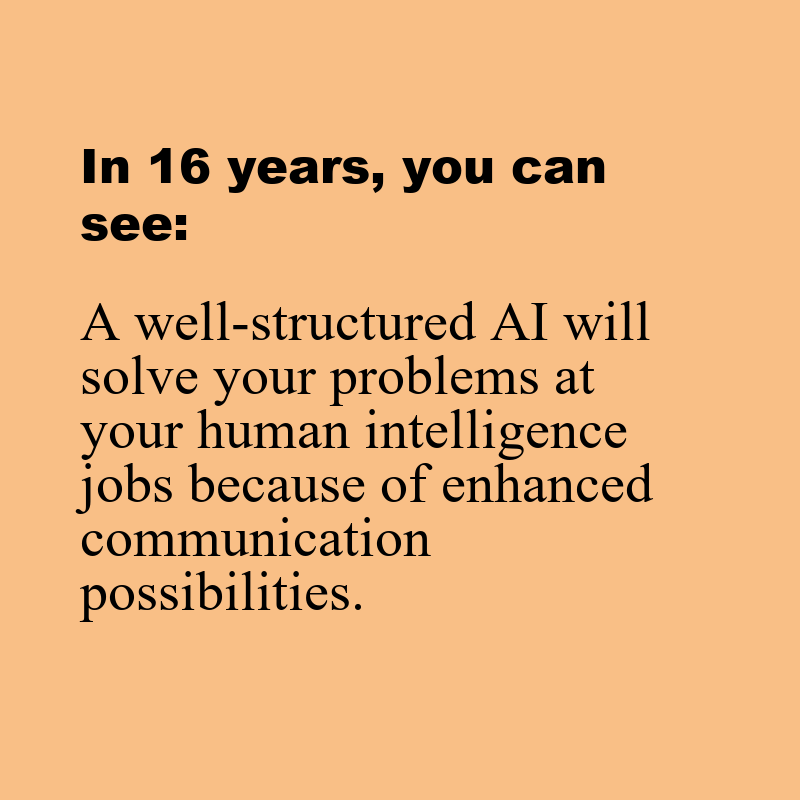 In 16 years, you can
see:
A well-structured AI will
solve your problems at
your human intelligence
jobs because of enhanced
communication
possibilities.